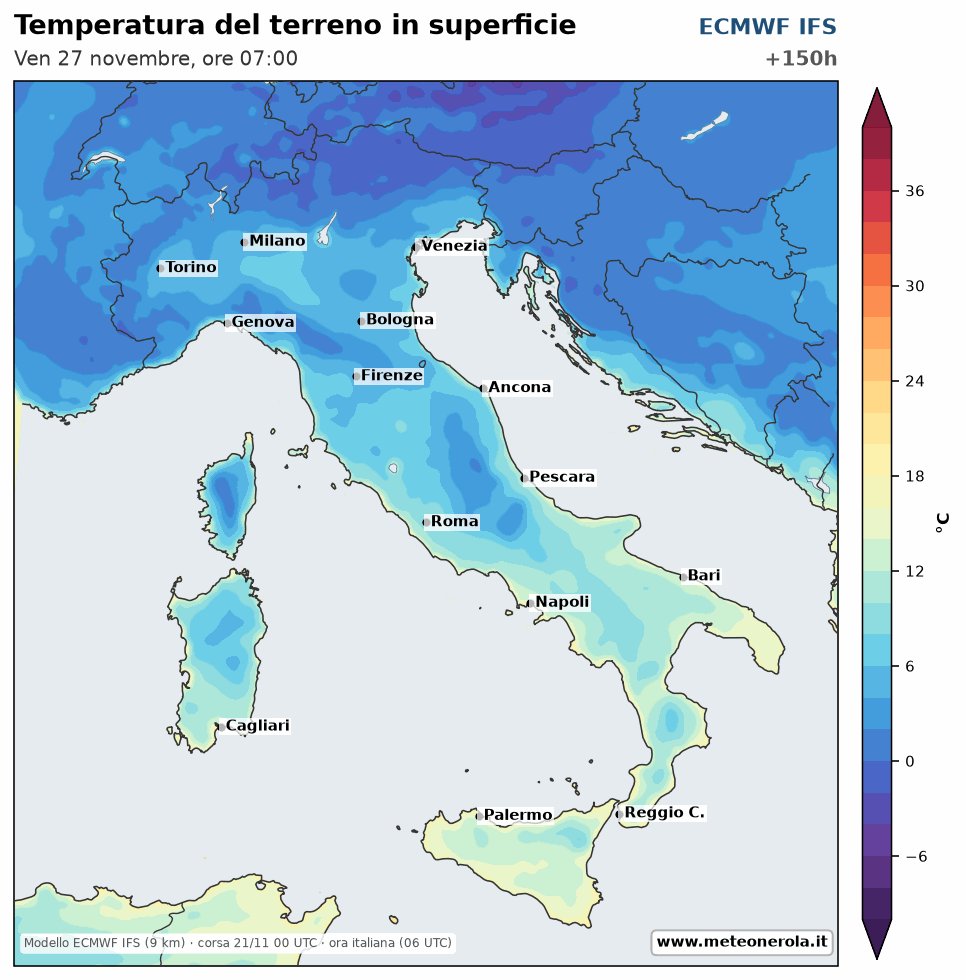 Temperatura del terreno in superficie
ECMWF IFS
Ven 27 novembre, ore 07:00
+150h
Milano
Venezia
Torino
Genova
Bologna
Firenze
Ancona
Pescara
Roma
Bari
Napoli
Cagliari
Palermo
Reggio C.
36
30
24
18
12
6
0
−6
°C
Modello ECMWF IFS (9 km) · corsa 21/11 00 UTC · ora italiana (06 UTC)
www.meteonerola.it